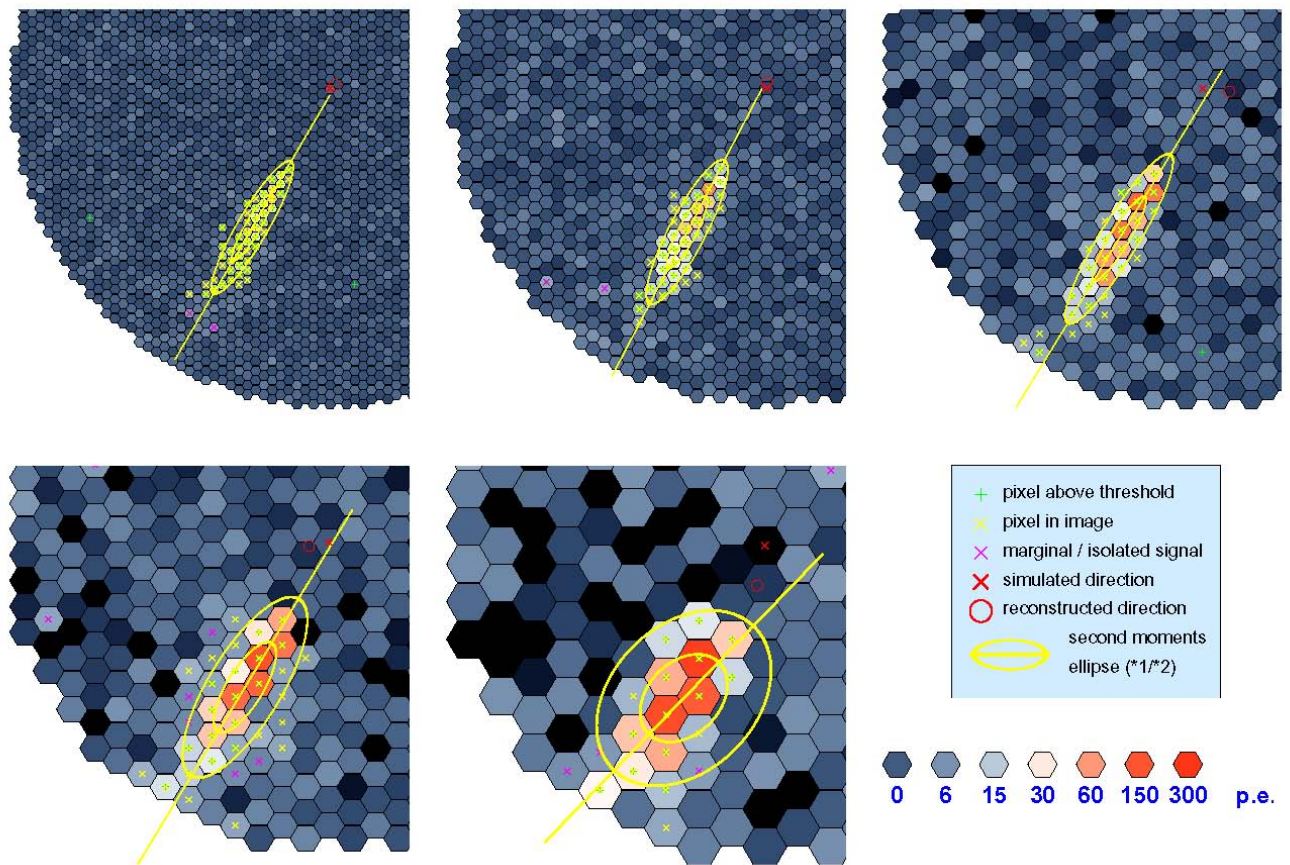 pixel above threshold
pixel in image
marginal / isolated signal
simulated direction
reconstructed direction
second moments
ellipse (*1/*2)
0 6 15 30 60 150 300 p.e.